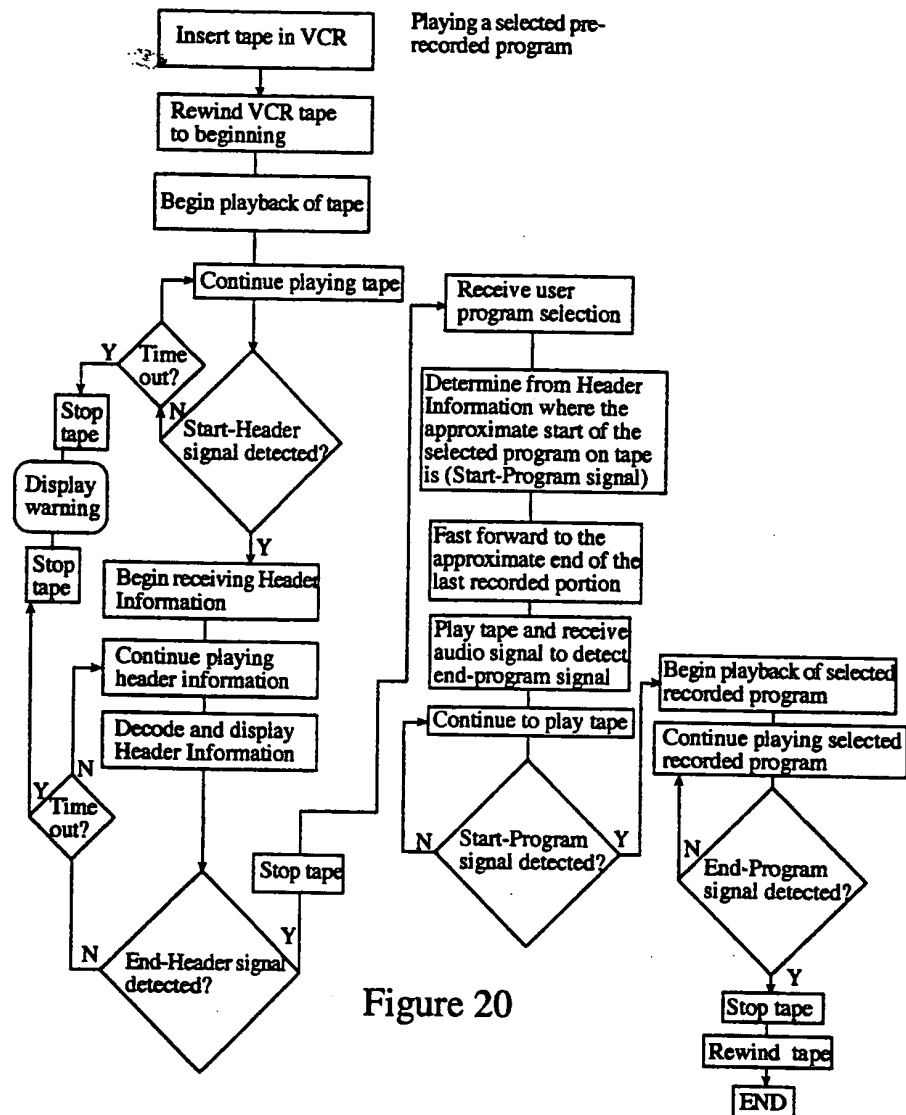 Playing a selected pre-
recorded program
Insert tape in VCR
Rewind VCR tape
to beginning
Begin playback of tape
Continue playing tape
Time
out?
Y
N
Stop
tape
Display
warning
Stop
tape
Start-Header
signal detected?
Y
Begin receiving Header
Information
Continue playing
header information
Decode and display
Header Information
N
Y
Time
out?
N
End-Header signal
detected?
Y
Stop tape
Receive user
program selection
Determine from Header
Information where the
approximate start of the
selected program on tape
is (Start-Program signal)
Fast forward to the
approximate end of the
last recorded portion
Play tape and receive
audio signal to detect
end-program signal
Continue to play tape
N
Start-Program
signal detected?
Y
Begin playback of selected
recorded program
Continue playing selected
recorded program
N
End-Program
signal detected?
Y
Stop tape
Rewind tape
END
Figure 20